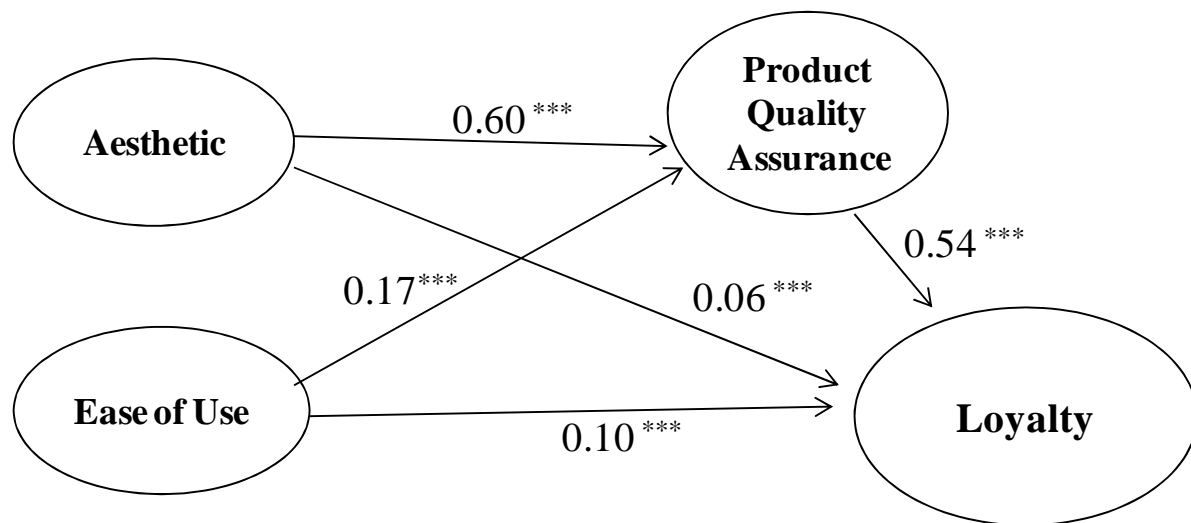 Product
Quality
Assurance
Aesthetic
0.60 ***
0.54 ***
0.17***
0.06 ***
Ease of Use
0.10 ***
Loyalty